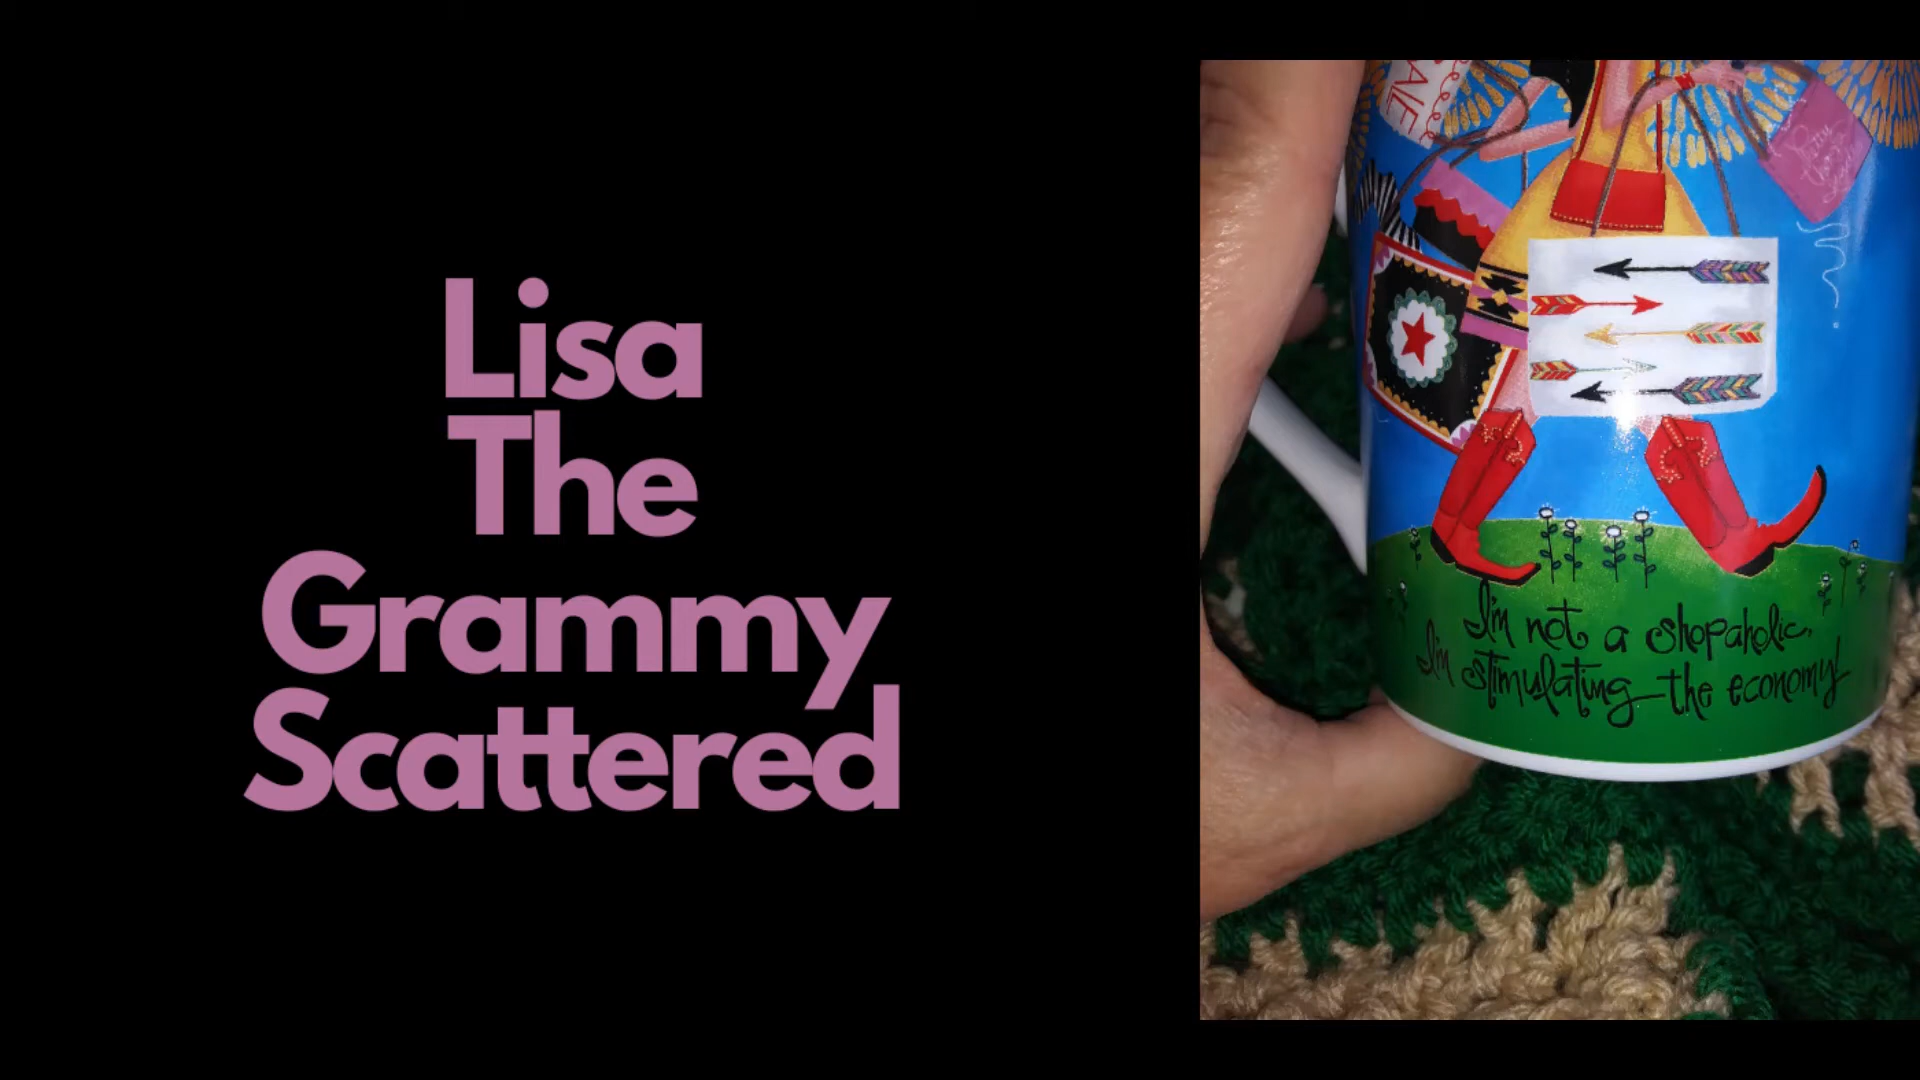 Lisa
The
Grammy
Scattered
I'm not a shopaholic,
I'm stimulating the economy!